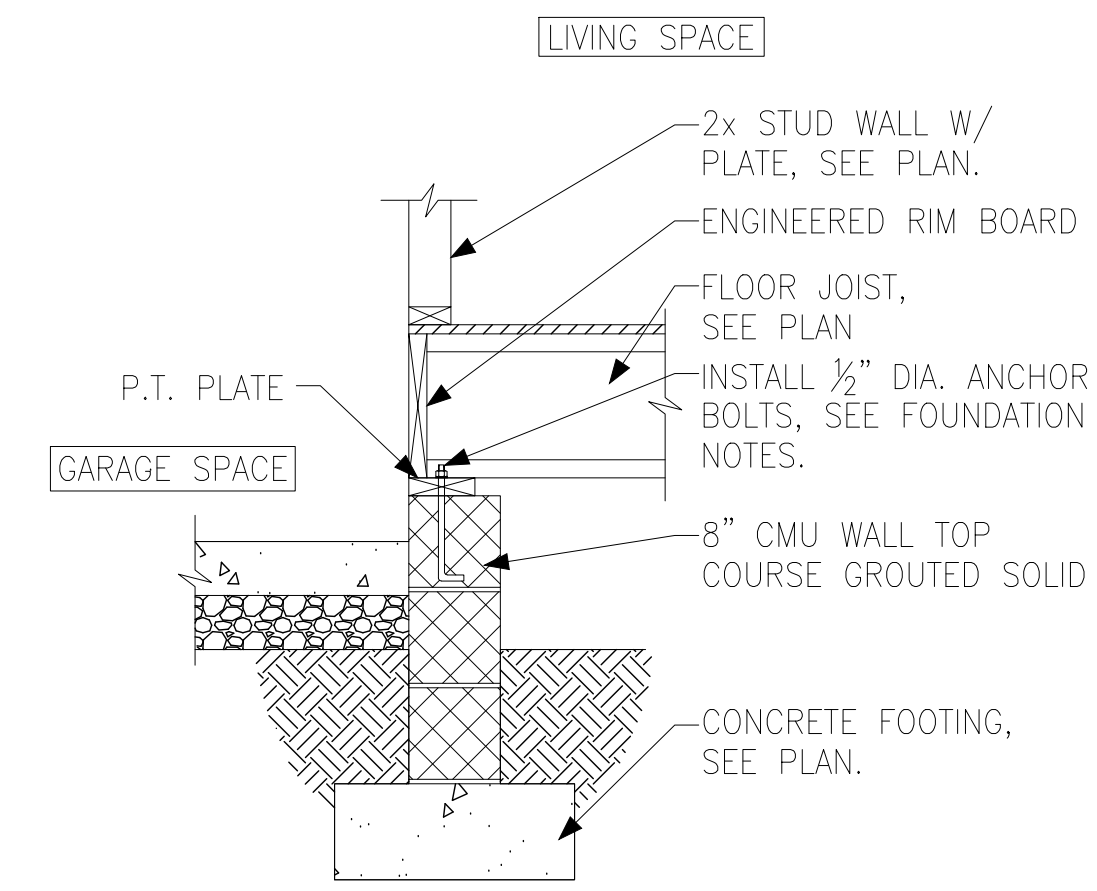 LIVING SPACE
2x STUD WALL W/
PLATE, SEE PLAN.
ENGINEERED RIM BOARD
FLOOR JOIST,
SEE PLAN
P.T. PLATE
INSTALL ½" DIA. ANCHOR
BOLTS, SEE FOUNDATION
NOTES.
GARAGE SPACE
8" CMU WALL TOP
COURSE GROUTED SOLID
CONCRETE FOOTING,
SEE PLAN.